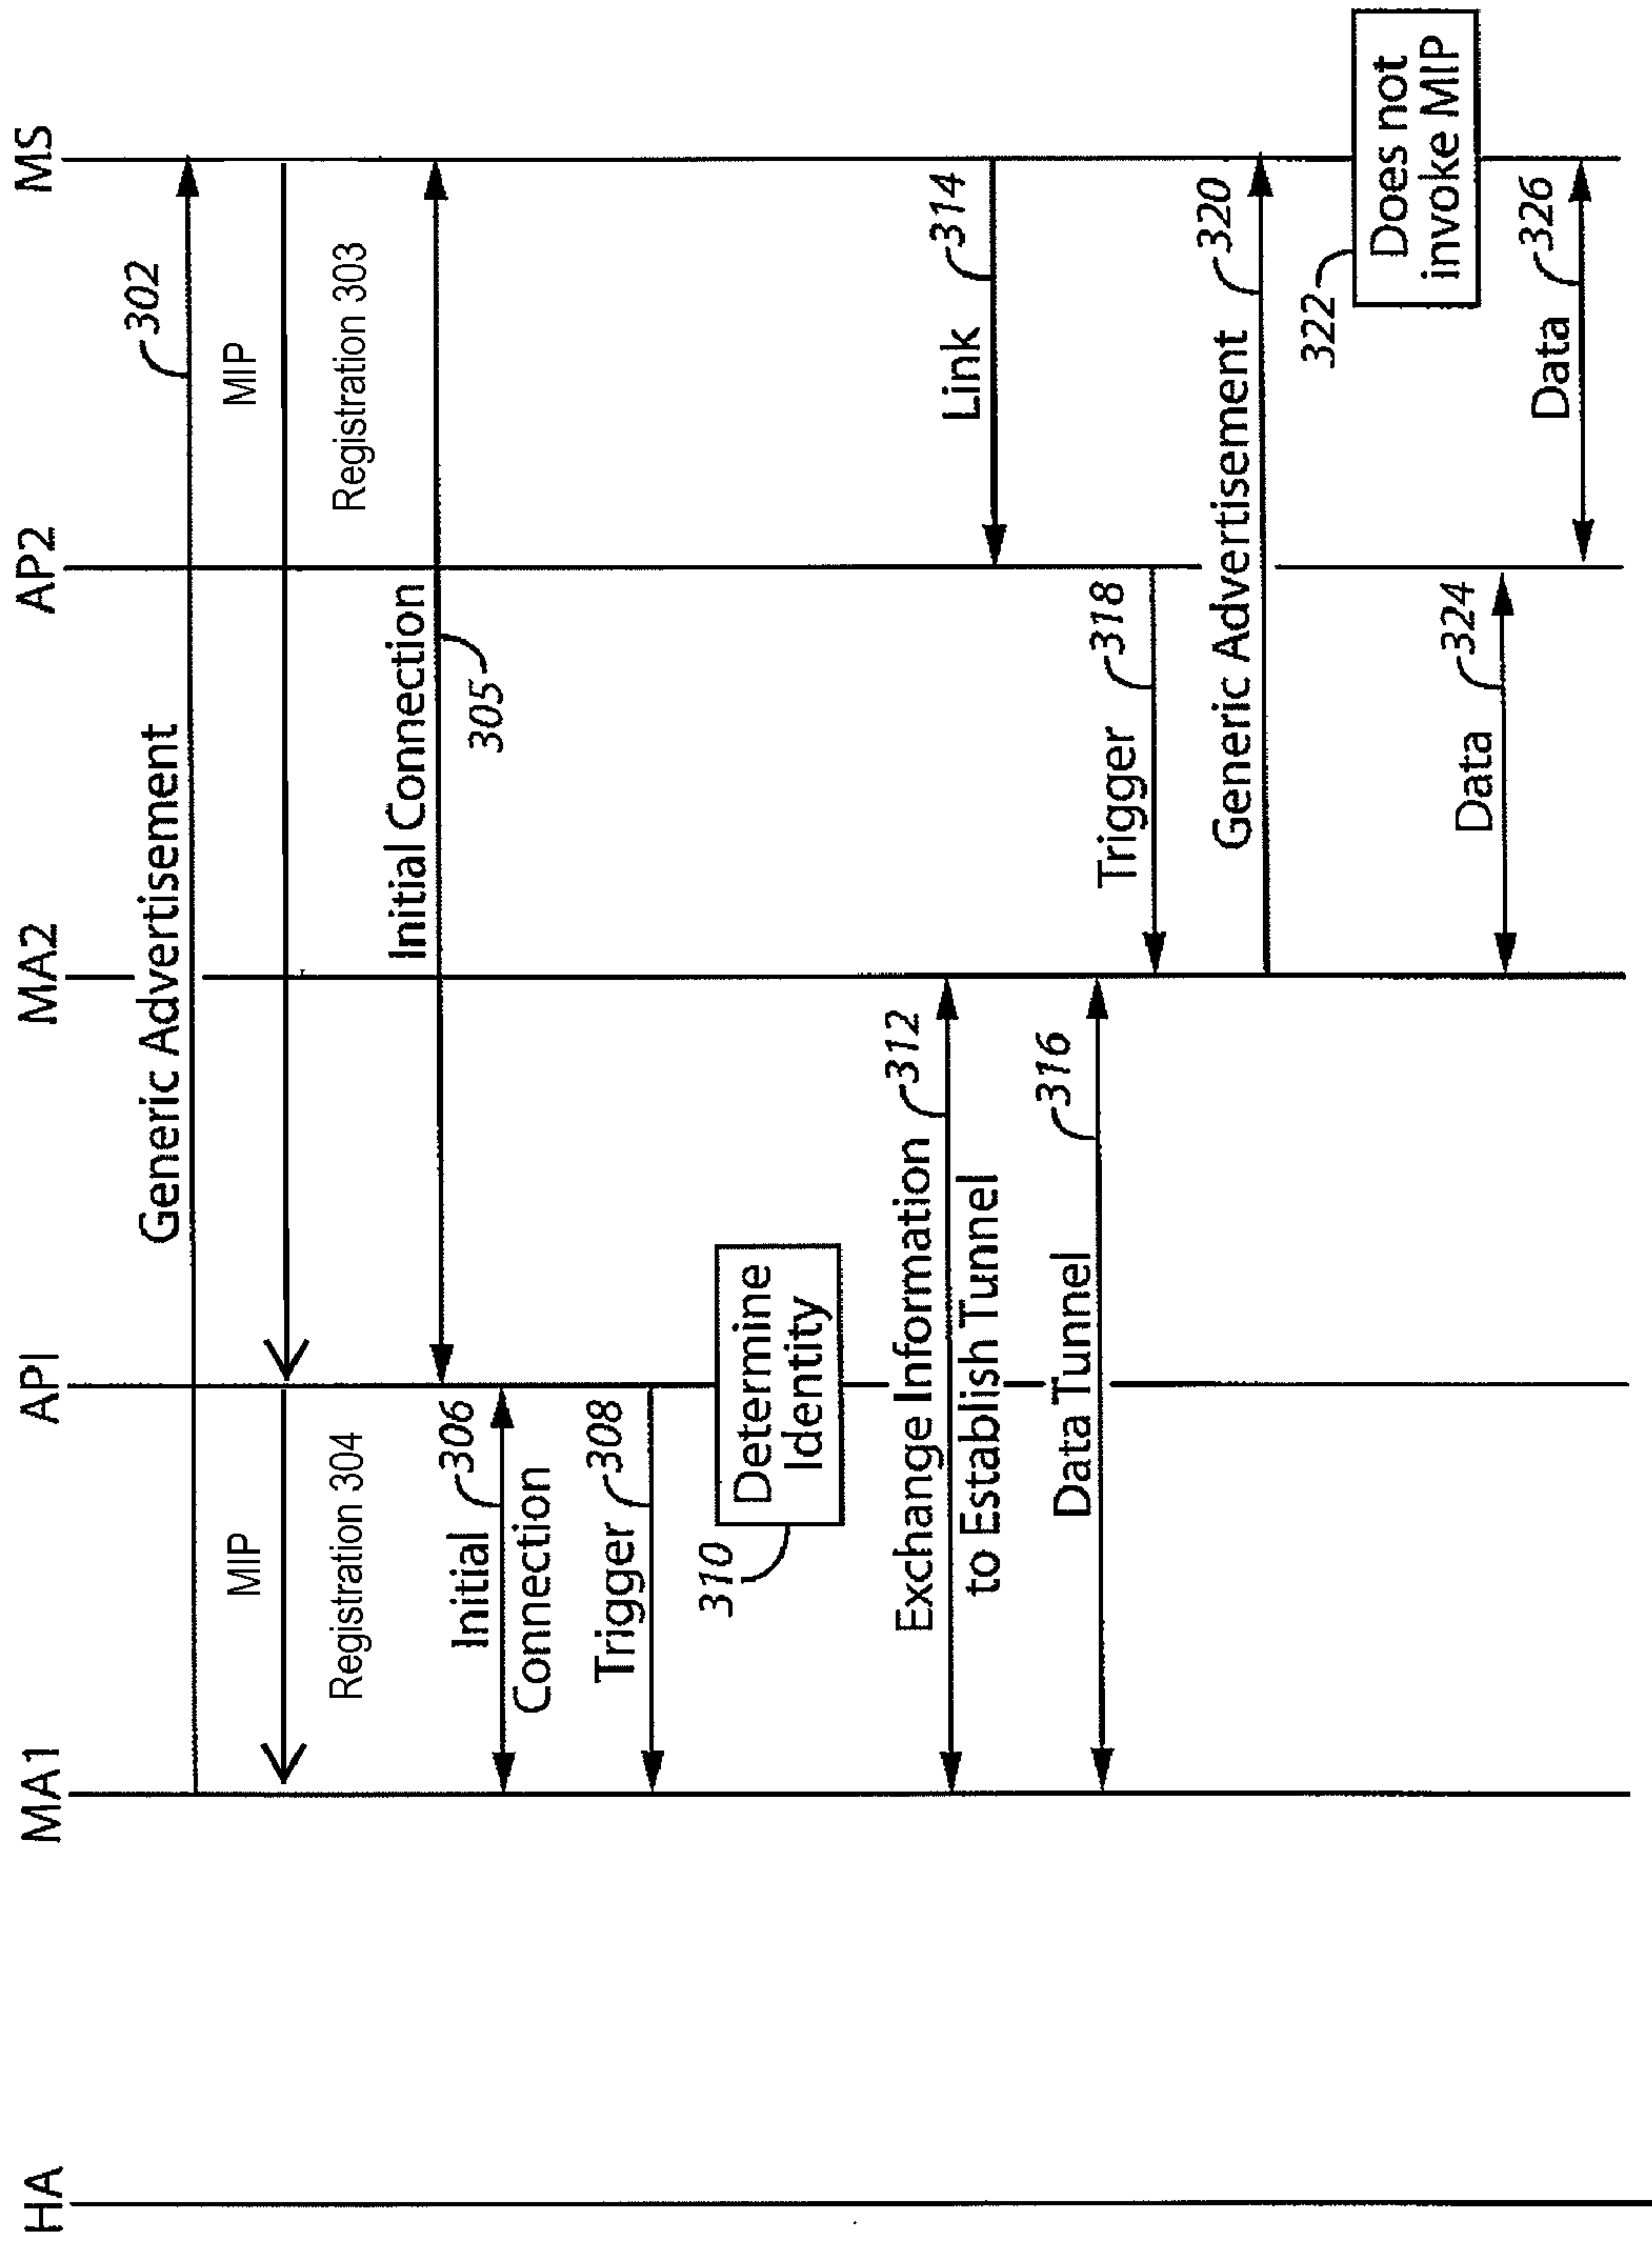 HA
MA1
API
MA2
AP2
MS
Generic Advertisement
302
MIP
MIP
Registration 304
Registration 303
Initial Connection
305
306
Initial
Connection
308
Trigger
310
Determine
Identity
312
Exchange Information
to Establish Tunnel
314
Link
316
Data Tunnel
318
Trigger
320
Generic Advertisement
322
Does not
invoke MIP
324
Data
326
Data